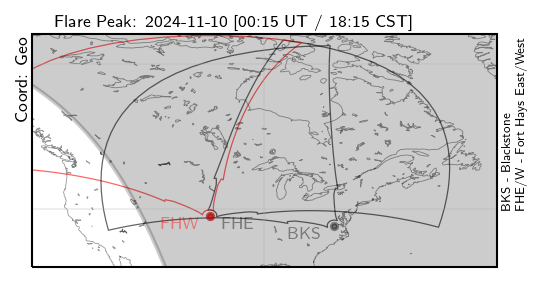 Flare Peak: 2024-11-10 [00:15 UT / 18:15 CST]
Coord: Geo
FHW
FHE
BKS
BKS - Blackstone
FHE/W - Fort Hays East/West